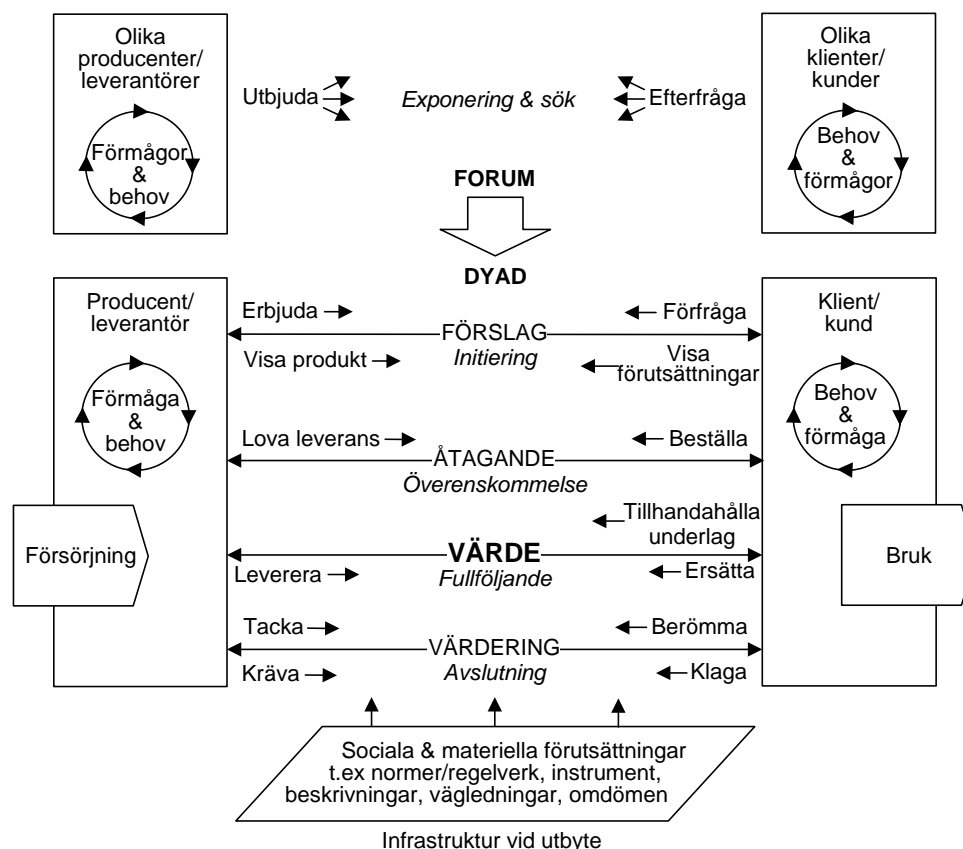 Olika
producenter/
leverantörer
Förmågor
&
behov
Utbjuda
Exponering & sök
Efterfråga
Olika
klienter/
kunder
Behov
&
förmågor
FORUM
DYAD
Producent/
leverantör
Förmåga
&
behov
Försörjning
Erbjuda
Förfråga
FÖRSLAG
Initiering
Visa produkt
Visa
förutsättningar
Lova leverans
Beställa
ÅTAGANDE
Överenskommelse
Tillhandahålla
underlag
VÄRDE
Fullföljande
Leverera
Ersätta
Tacka
Berömma
VÄRDERING
Avslutning
Kräva
Klaga
Klient/
kund
Behov
&
förmåga
Bruk
Sociala & materiella förutsättningar
t.ex normer/regelverk, instrument,
beskrivningar, vägledningar, omdömen
Infrastruktur vid utbyte